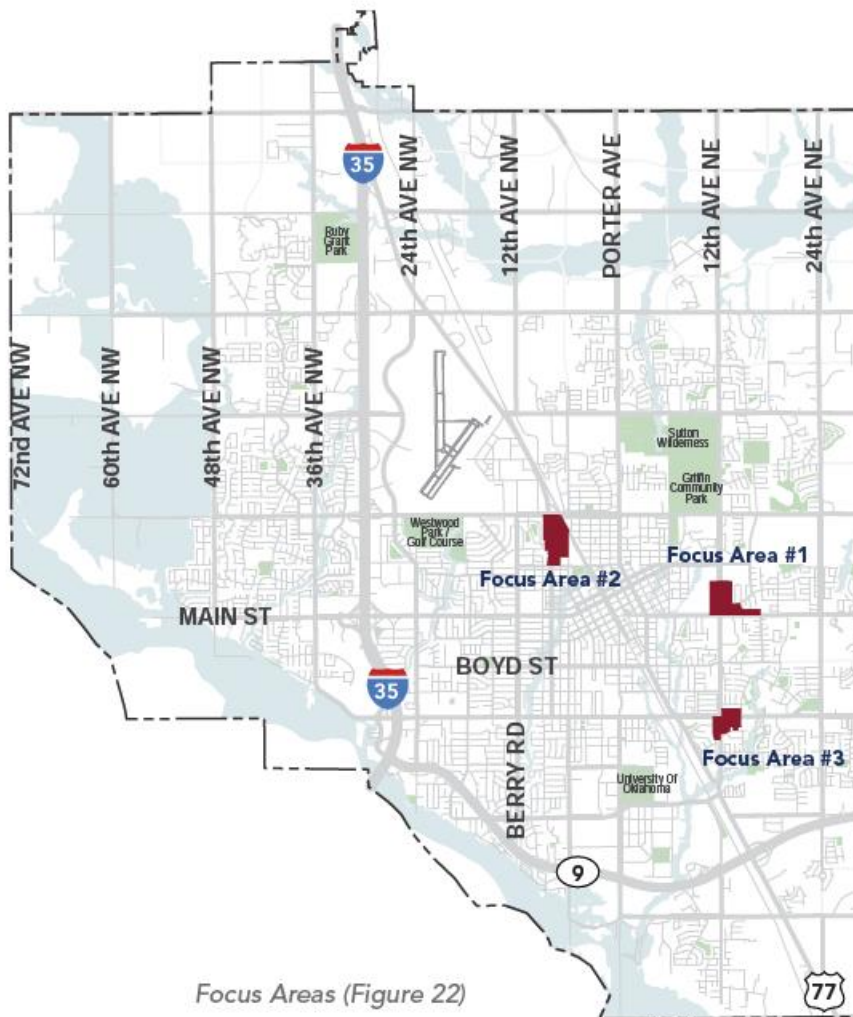 35
72nd AVE NW
60th AVE NW
48th AVE NW
36th AVE NW
24th AVE NW
12th AVE NW
PORTER AVE
12th AVE NE
24th AVE NE
Ruby
Grant
Park
Sutton
Wilderness
Griffin
Community
Park
Westwood
Park /
Golf Course
Focus Area #1
Focus Area #2
MAIN ST
BOYD ST
35
BERRY RD
Focus Area #3
University Of
Oklahoma
9
77
Focus Areas (Figure 22)